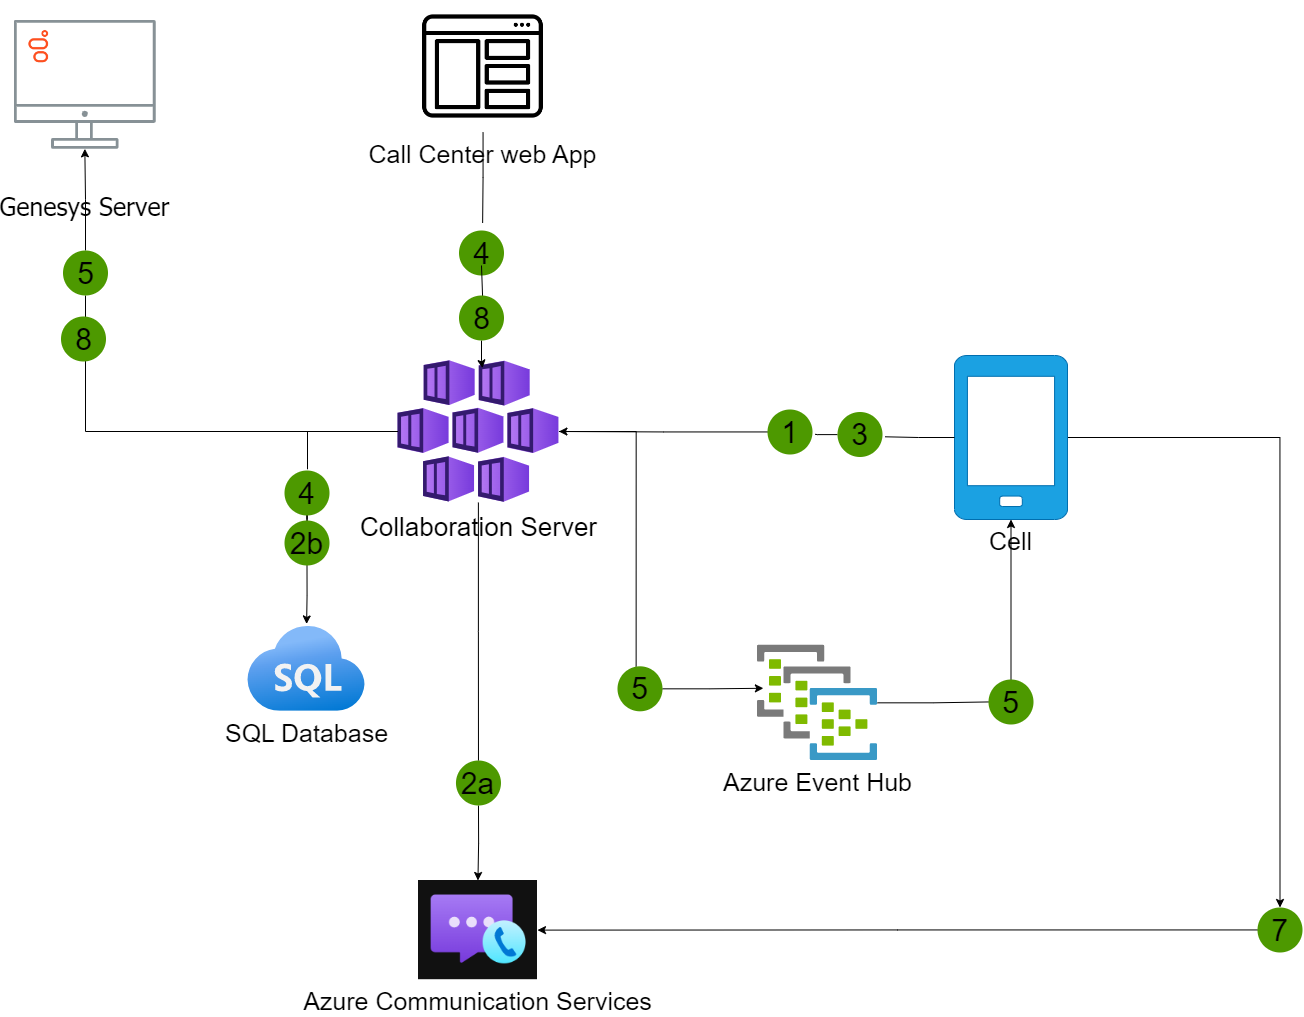 Call Center web App
Genesys Server
4
5
8
8
1
3
Collaboration Server
4
2b
Cell
SQL
SQL Database
5
5
2a
Azure Event Hub
7
Azure Communication Services